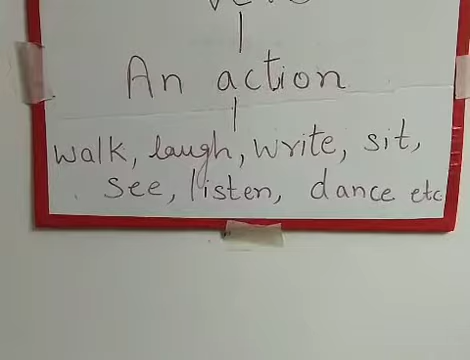 An action
walk, laugh, write, sit,
see, listen, dance etc